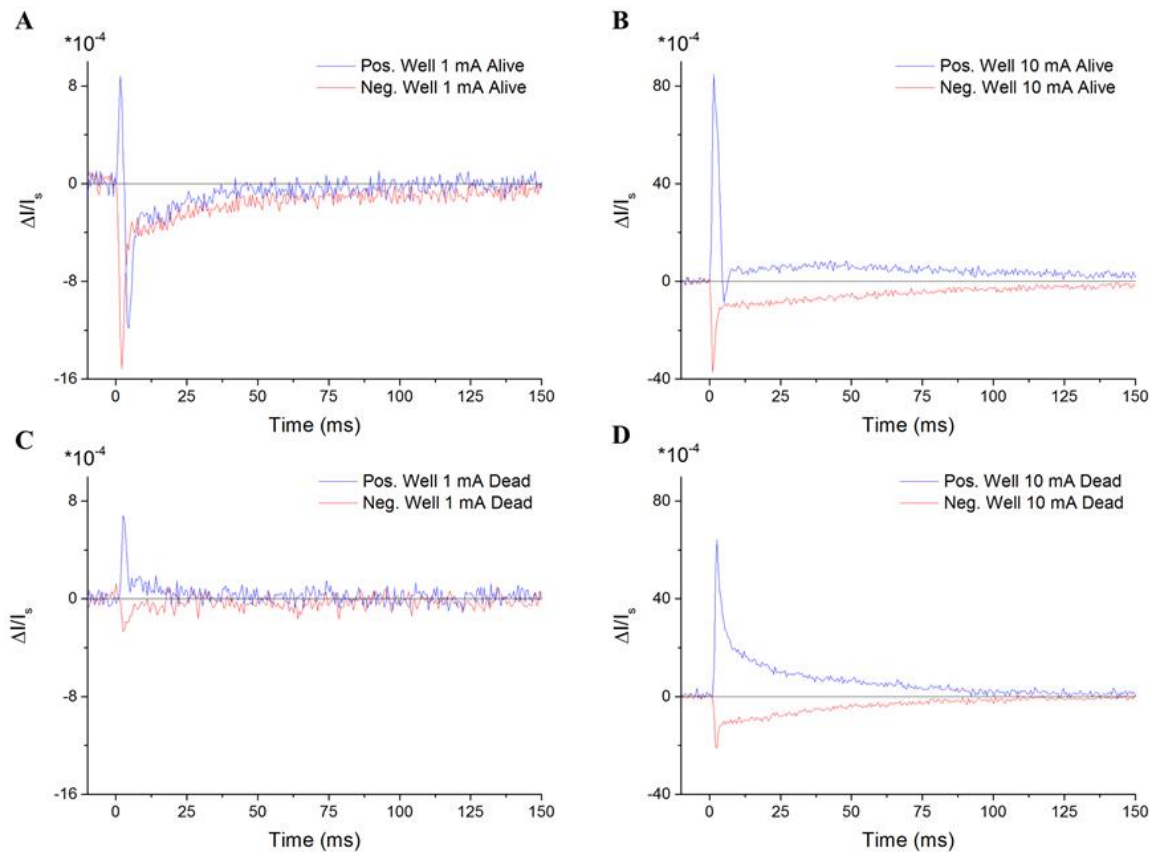 A
*10⁻⁴
Pos. Well 1 mA Alive
Neg. Well 1 mA Alive
8
0
-8
-16
ΔI/Iₛ
0 25 50 75 100 125 150
Time (ms)
B
*10⁻⁴
Pos. Well 10 mA Alive
Neg. Well 10 mA Alive
80
40
0
-40
ΔI/Iₛ
0 25 50 75 100 125 150
Time (ms)
C
*10⁻⁴
Pos. Well 1 mA Dead
Neg. Well 1 mA Dead
8
0
-8
-16
ΔI/Iₛ
0 25 50 75 100 125 150
Time (ms)
D
*10⁻⁴
Pos. Well 10 mA Dead
Neg. Well 10 mA Dead
80
40
0
-40
ΔI/Iₛ
0 25 50 75 100 125 150
Time (ms)